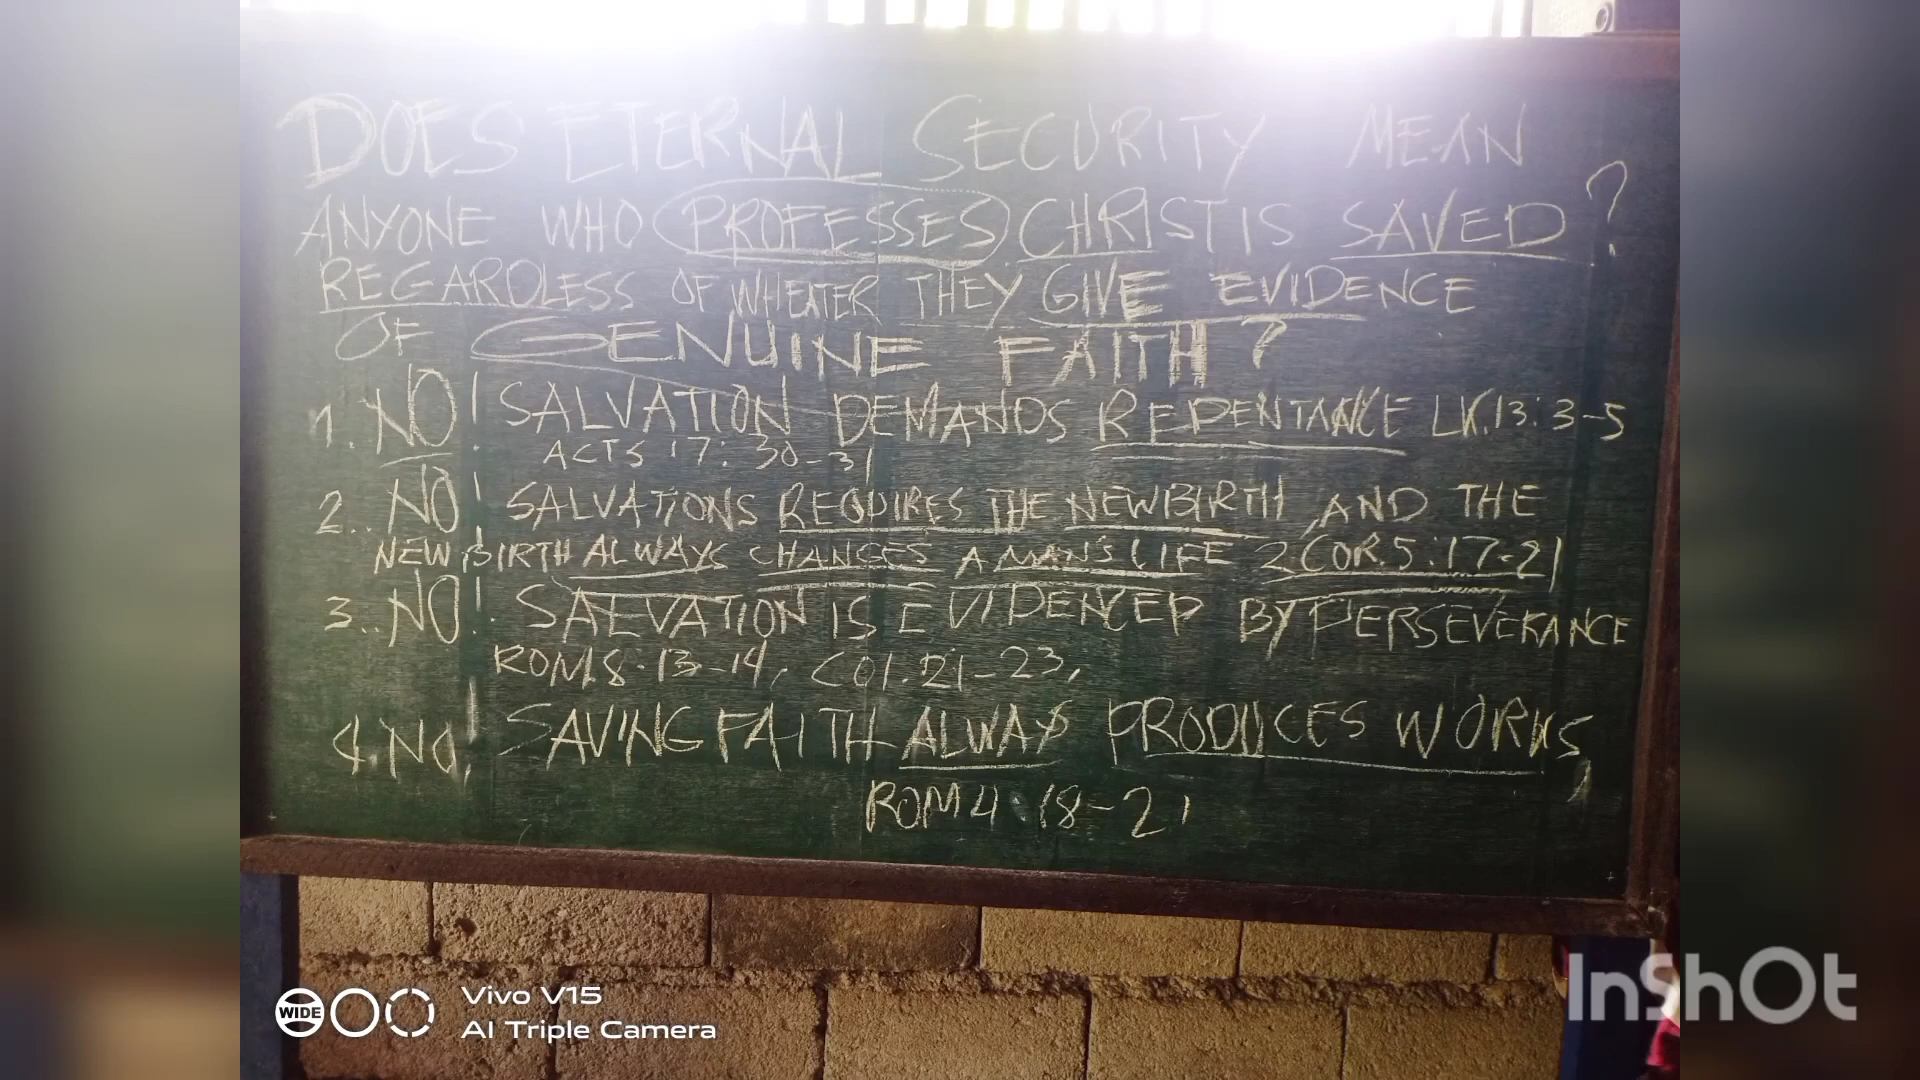 DOES ETERNAL SECURITY MEAN
ANYONE WHO PROFESSES CHRIST IS SAVED?
REGARDLESS OF WHEATER THEY GIVE EVIDENCE
OF GENUINE FAITH?
1. NO! SALVATION DEMANDS REPENTANCE LK.13:3-5
ACTS 17:30-31
2.. NO! SALVATIONS REQUIRES THE NEW BIRTH, AND THE
NEW BIRTH ALWAYS CHANGES A MAN'S LIFE 2 COR.5:17-21
3.. NO! SALVATION IS EVIDENCED BY PERSEVERANCE
ROM.8:13-14, COl.21-23,
4. NO! SAVING FAITH ALWAYS PRODUCES WORKS,
ROM 4:18-21
WIDE
Vivo V15
AI Triple Camera
InShOt